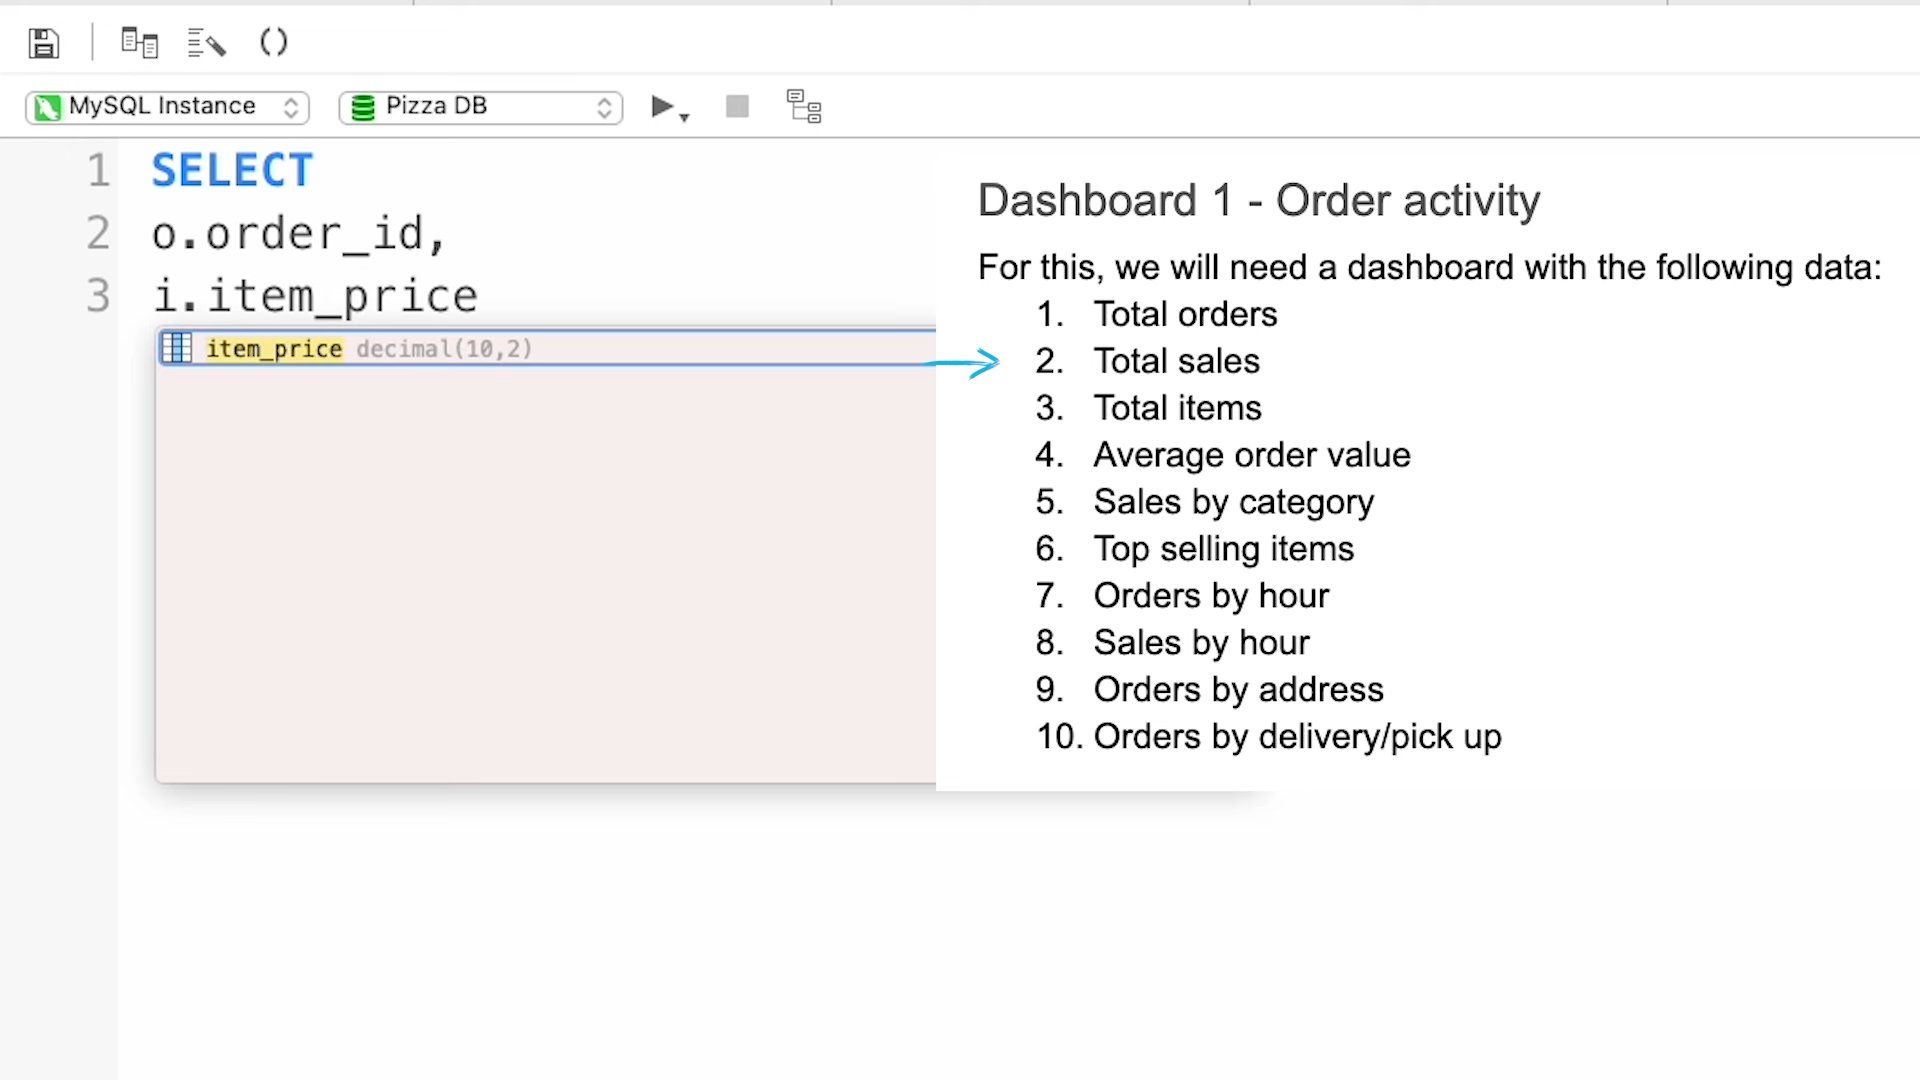 MySQL Instance
Pizza DB
1 SELECT
2 o.order_id,
3 i.item_price
item_price decimal(10,2)
Dashboard 1 - Order activity
For this, we will need a dashboard with the following data:
1. Total orders
2. Total sales
3. Total items
4. Average order value
5. Sales by category
6. Top selling items
7. Orders by hour
8. Sales by hour
9. Orders by address
10. Orders by delivery/pick up